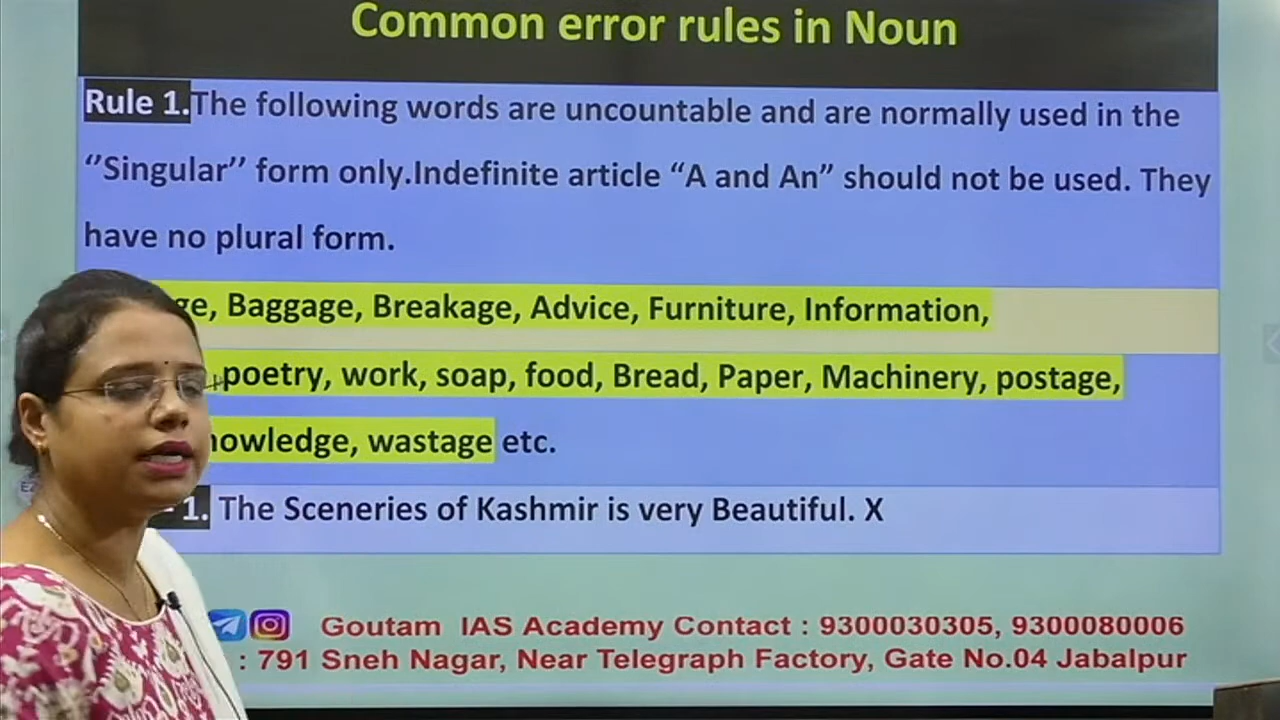 Common error rules in Noun
Rule 1.The following words are uncountable and are normally used in the
‘’Singular’’ form only.Indefinite article “A and An” should not be used. They
have no plural form.
Baggage, Breakage, Advice, Furniture, Information,
poetry, work, soap, food, Bread, Paper, Machinery, postage,
wastage etc.
1. The Sceneries of Kashmir is very Beautiful. X
Goutam IAS Academy Contact : 9300030305, 9300080006
: 791 Sneh Nagar, Near Telegraph Factory, Gate No.04 Jabalpur